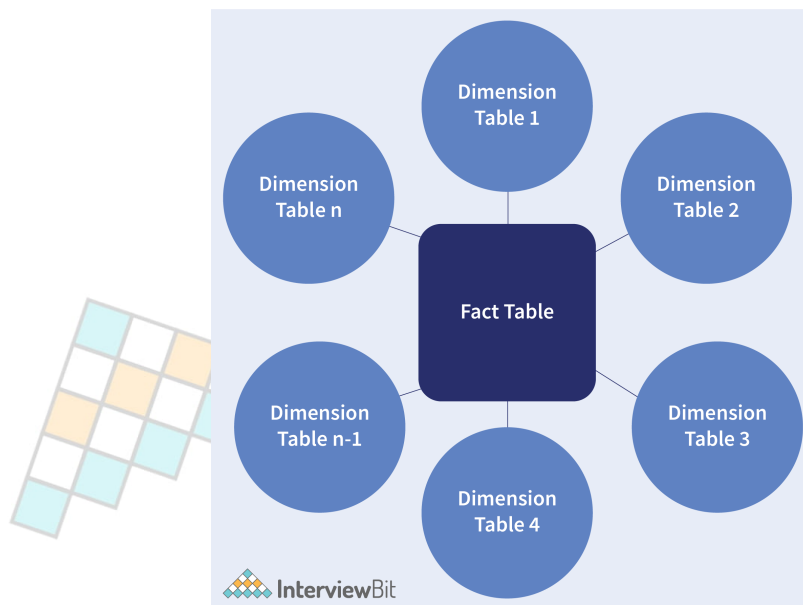 Dimension
Table 1
Dimension
Table n
Dimension
Table 2
Fact Table
Dimension
Table n-1
Dimension
Table 3
Dimension
Table 4
InterviewBit